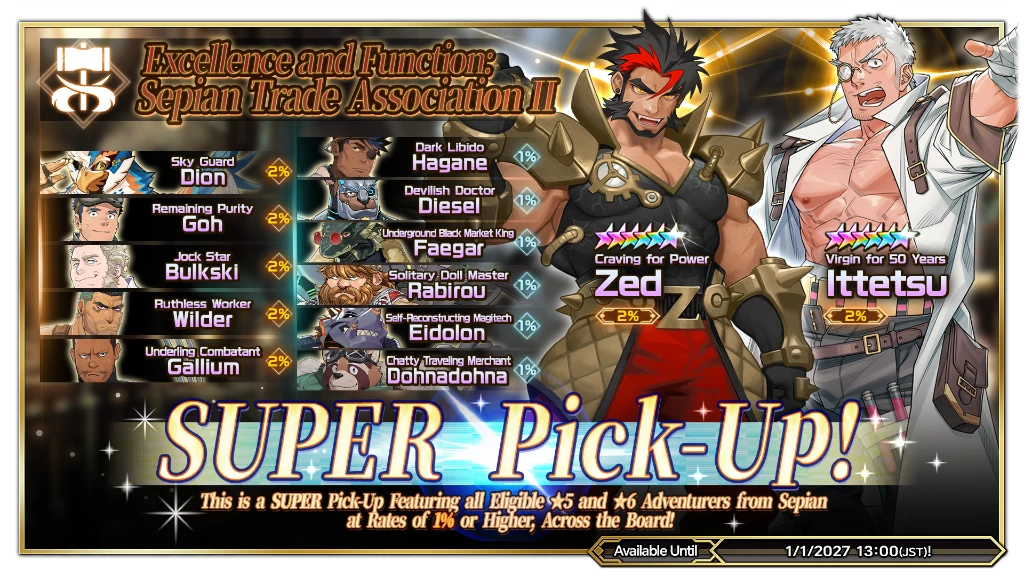 Excellence and Function:
Sepian Trade Association II
Sky Guard
Dion
2%
Remaining Purity
Goh
2%
Jock Star
Bulkski
2%
Ruthless Worker
Wilder
2%
Underling Combatant
Gallium
2%
Dark Libido
Hagane
1%
Devilish Doctor
Diesel
1%
Underground Black Market King
Faegar
1%
Solitary Doll Master
Rabirou
1%
Self-Reconstructing Magitech
Eidolon
1%
Chatty Traveling Merchant
Dohnadohna
1%
Craving for Power
Zed
2%
Z
Virgin for 50 Years
Ittetsu
2%
SUPER Pick-Up!
This is a SUPER Pick-Up Featuring all Eligible ★5 and ★6 Adventurers from Sepian
at Rates of 1% or Higher, Across the Board!
Available Until 1/1/2027 13:00(JST)!